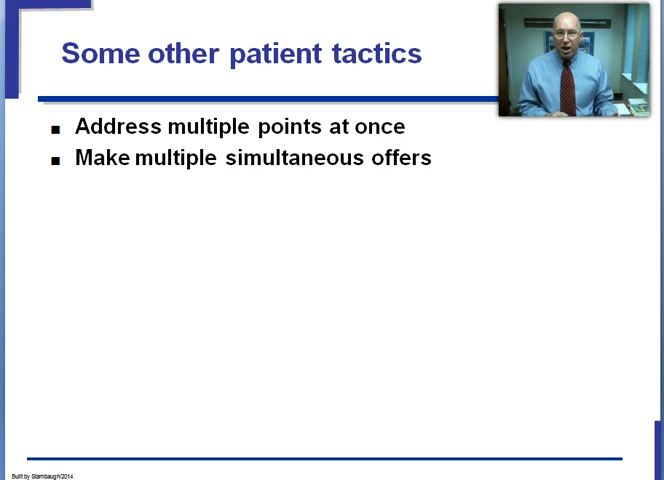 Some other patient tactics
Address multiple points at once
Make multiple simultaneous offers
Built by Stambaugh/2014